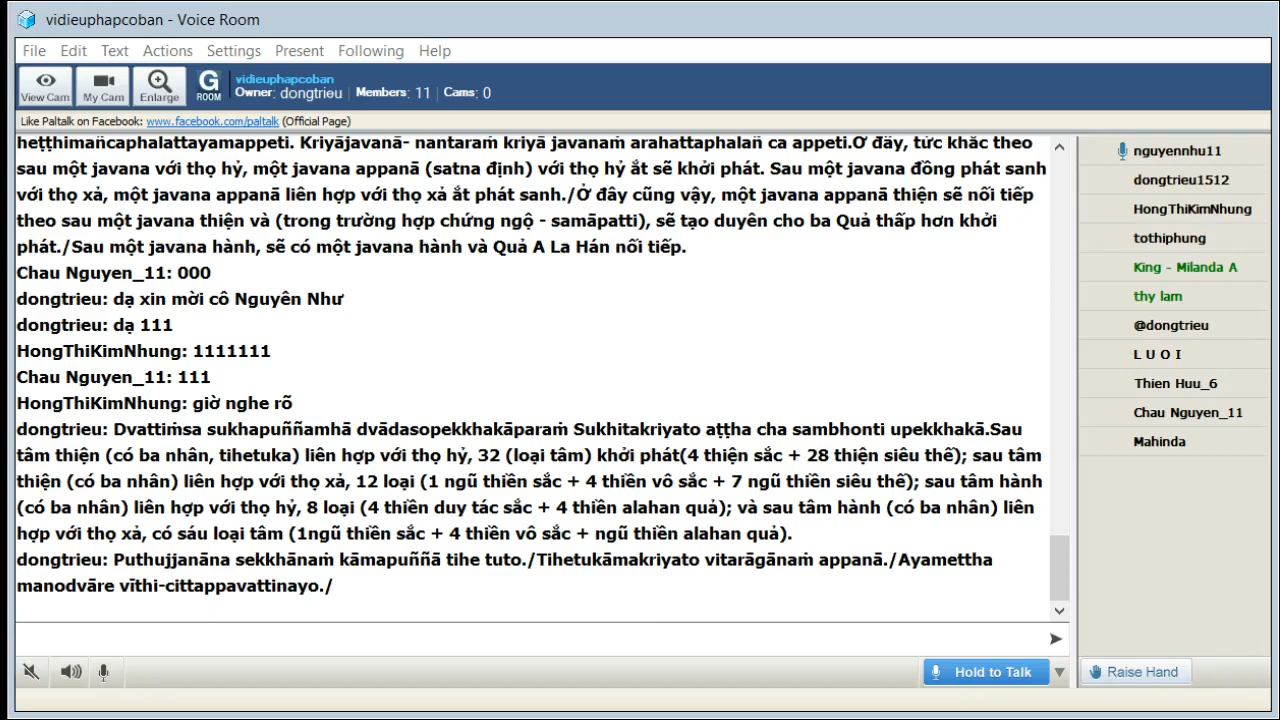 vidieuphapcoban - Voice Room
File Edit Text Actions Settings Present Following Help
View Cam My Cam Enlarge G ROOM
vidieuphapcoban
Owner: dongtrieu Members: 11 Cams: 0
Like Paltalk on Facebook: www.facebook.com/paltalk (Official Page)
heṭṭhimañcaphalattayamappeti. Kriyājavanā- nantaraṁ kriyā javanaṁ arahattaphalañ ca appeti.Ở đây, tức khắc theo
sau một javana với thọ hỷ, một javana appanā (satna định) với thọ hỷ ắt sẽ khởi phát. Sau một javana đồng phát sanh
với thọ xả, một javana appanā liên hợp với thọ xả ắt phát sanh./Ở đây cũng vậy, một javana appanā thiện sẽ nối tiếp
theo sau một javana thiện và (trong trường hợp chứng ngộ - samāpatti), sẽ tạo duyên cho ba Quả thấp hơn khởi
phát./Sau một javana hành, sẽ có một javana hành và Quả A La Hán nối tiếp.
Chau Nguyen_11: 000
dongtrieu: dạ xin mời cô Nguyên Như
dongtrieu: dạ 111
HongThiKimNhung: 1111111
Chau Nguyen_11: 111
HongThiKimNhung: giờ nghe rõ
dongtrieu: Dvattiṁsa sukhapuññamhā dvādasopekkhakāparaṁ Sukhitakriyato aṭṭha cha sambhonti upekkhakā.Sau
tâm thiện (có ba nhân, tihetuka) liên hợp với thọ hỷ, 32 (loại tâm) khởi phát(4 thiện sắc + 28 thiện siêu thế); sau tâm
thiện (có ba nhân) liên hợp với thọ xả, 12 loại (1 ngũ thiền sắc + 4 thiền vô sắc + 7 ngũ thiền siêu thế); sau tâm hành
(có ba nhân) liên hợp với thọ hỷ, 8 loại (4 thiền duy tác sắc + 4 thiền alahan quả); và sau tâm hành (có ba nhân) liên
hợp với thọ xả, có sáu loại tâm (1ngũ thiền sắc + 4 thiền vô sắc + ngũ thiền alahan quả).
dongtrieu: Puthujjanāna sekkhānaṁ kāmapuññā tihe tuto./Tihetukāmakriyato vitarāgānaṁ appanā./Ayamettha
manodvāre vīthi-cittappavattinayo./
nguyennhu11
dongtrieu1512
HongThiKimNhung
tothiphung
King - Milanda A
thy lam
@dongtrieu
L U O I
Thien Huu_6
Chau Nguyen_11
Mahinda
Hold to Talk
Raise Hand